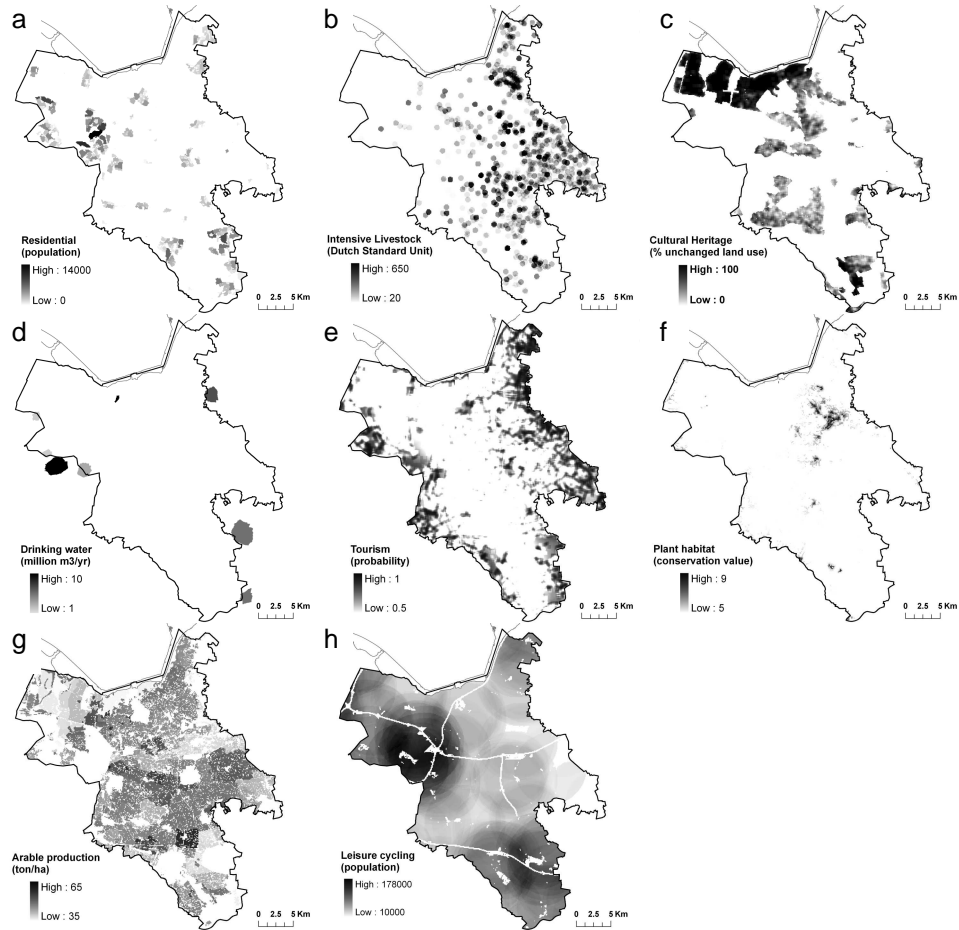 a
Residential
(population)
High : 14000
Low : 0
0 2.5 5 Km
b
Intensive Livestock
(Dutch Standard Unit)
High : 650
Low : 20
0 2.5 5 Km
c
Cultural Heritage
(% unchanged land use)
High : 100
Low : 0
0 2.5 5 Km
d
Drinking water
(million m3/yr)
High : 10
Low : 1
0 2.5 5 Km
e
Tourism
(probability)
High : 1
Low : 0.5
0 2.5 5 Km
f
Plant habitat
(conservation value)
High : 9
Low : 5
0 2.5 5 Km
g
Arable production
(ton/ha)
High : 65
Low : 35
0 2.5 5 Km
h
Leisure cycling
(population)
High : 178000
Low : 10000
0 2.5 5 Km